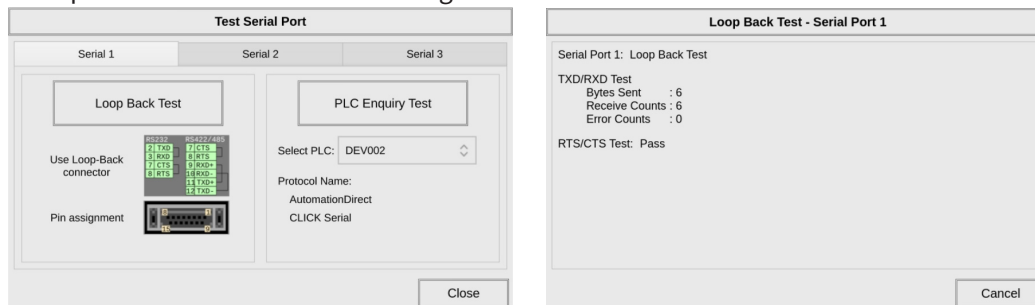 Test Serial Port
Serial 1
Serial 2
Serial 3
Loop Back Test
Use Loop-Back
connector
RS232 RS422/485
2 TXD 7 CTS
3 RXD 8 RTS
7 CTS 9 RXD+
8 RTS 10 RXD-
11 TXD+
12 TXD-
Pin assignment
8 1
15 9
PLC Enquiry Test
Select PLC: DEV002
Protocol Name:
AutomationDirect
CLICK Serial
Close
Loop Back Test - Serial Port 1
Serial Port 1: Loop Back Test
TXD/RXD Test
Bytes Sent : 6
Receive Counts : 6
Error Counts : 0
RTS/CTS Test: Pass
Cancel